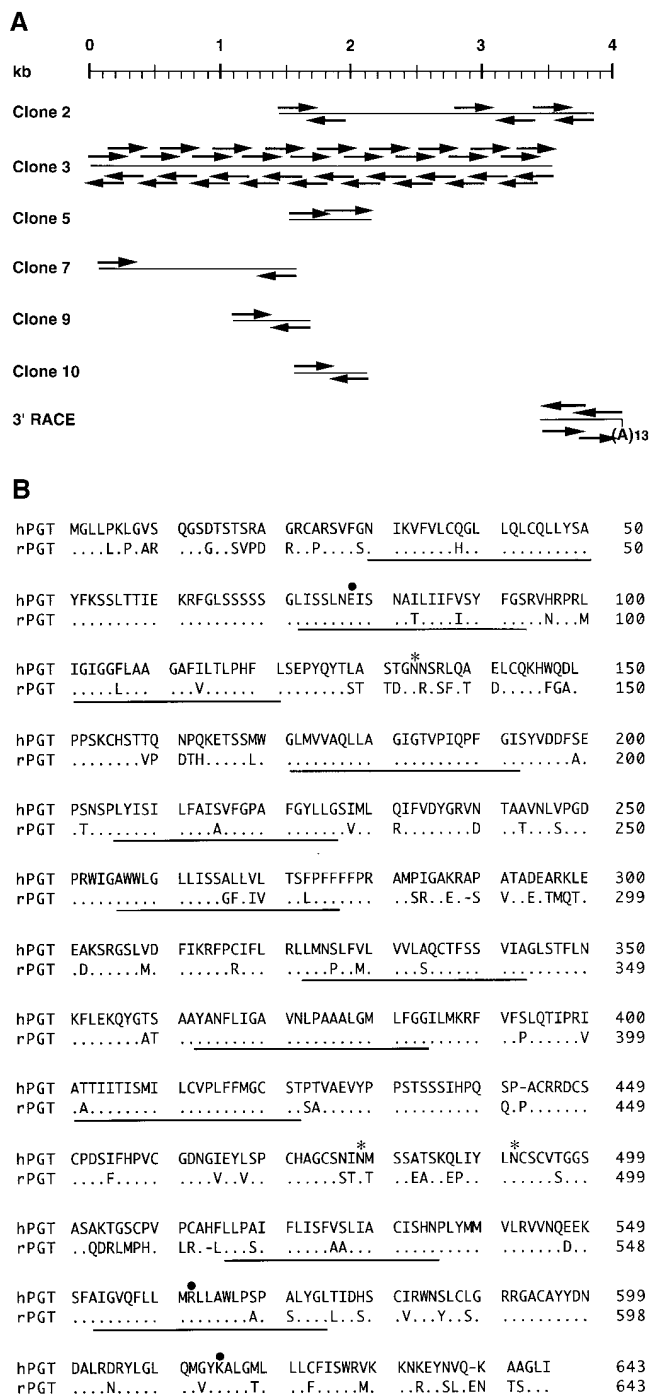 A
0 1 2 3 4
kb
Clone 2
Clone 3
Clone 5
Clone 7
Clone 9
Clone 10
3' RACE
(A)13
B
hPGT MGLLPKLGVS QGSDTSTSRA GRCARSVFGN IKVFVLCQGL LQLCQLLYSA 50
rPGT ....L.P.AR ...G..SVPD R..P....S. .......H.. .......... 50
hPGT YFKSSLTTIE KRFGLSSSSS GLISSLNEIS NAILIIFVSY FGSRVHRPRL 100
rPGT .......... .......... .......... ..T...I... ....N...M 100
*
hPGT IGIGGFLAAA GAFILTLPHF LSEPYQYTLA STGNNSRLQA ELCQKHWQDL 150
rPGT .....L.... ...V...... ........ST TD..R.SF.T D.....FGA. 150
hPGT PPSKCHSTTQ NPQKETSSMW GLMVVAQLLA GIGTVPIQPF GISYVDDFSE 200
rPGT .......VP DTH.....L. .......... .......... ........A. 200
hPGT PSNSPLYISI LFAISVFGPA FGYLLGSIML QIFVDYGRVN TAAVNLVPGD 250
rPGT .T........ ....A..... .......V.. R......D ..T...S.. 250
hPGT PRWIGAWWLG LLISSALLVL TSFPFFFFPR AMPIGAKRAP ATADEARKLE 300
rPGT .......... .....GF.IV ...L...... ...SR..E.-S V..E.TMQT. 299
hPGT EAKSRGSLVD FIKRFPCIFL RLLMNSLFVL VVLAQCTFSS VIAGLSTFLN 350
rPGT .D.....M. ......R... ....P..M. ....S..... .......... 349
hPGT KFLEKQYGTS AAYANFLIGA VNLPAAALGM LFGGILMKRF VFSLQTIPRI 400
rPGT ........AT .......... .......... .......... ...P.....V 399
hPGT ATTIITISMI LCVPLFFMGC STPTVAEVYP PSTSSSIHPQ SP-ACRRDCS 449
rPGT .A........ .......... .SA....... .......... Q.P....... 449
* *
hPGT CPDSIFHPVC GDNGIEYLSP CHAGCSNINM SSATSKQLIY LNCSCVTGGS 499
rPGT ....F..... ....V..V.. ......ST.T ..EA..EP.. .......S.. 499
hPGT ASAKTGSCPV PCAHFLLPAI FLISFVSLIA CISHNPLYMM VLRVVNQEEK 549
rPGT ..QDRLMPH. LR.-L...S. .....AA... .......... .......D. 548
hPGT SFAIGVQFLL MRLLAWLPSP ALYGLTIDHS CIRWNSLCLG RRGACAYYDN 599
rPGT .......... ........A. S....L..S. .V...Y..S. .......... 598
hPGT DALRDRYLGL QMGYKALGML LLCFISWRVK KNKEYNVQ-K AAGLI 643
rPGT ...N...... ...V....T. ..F....M.. ..R..SL.EN TS... 643